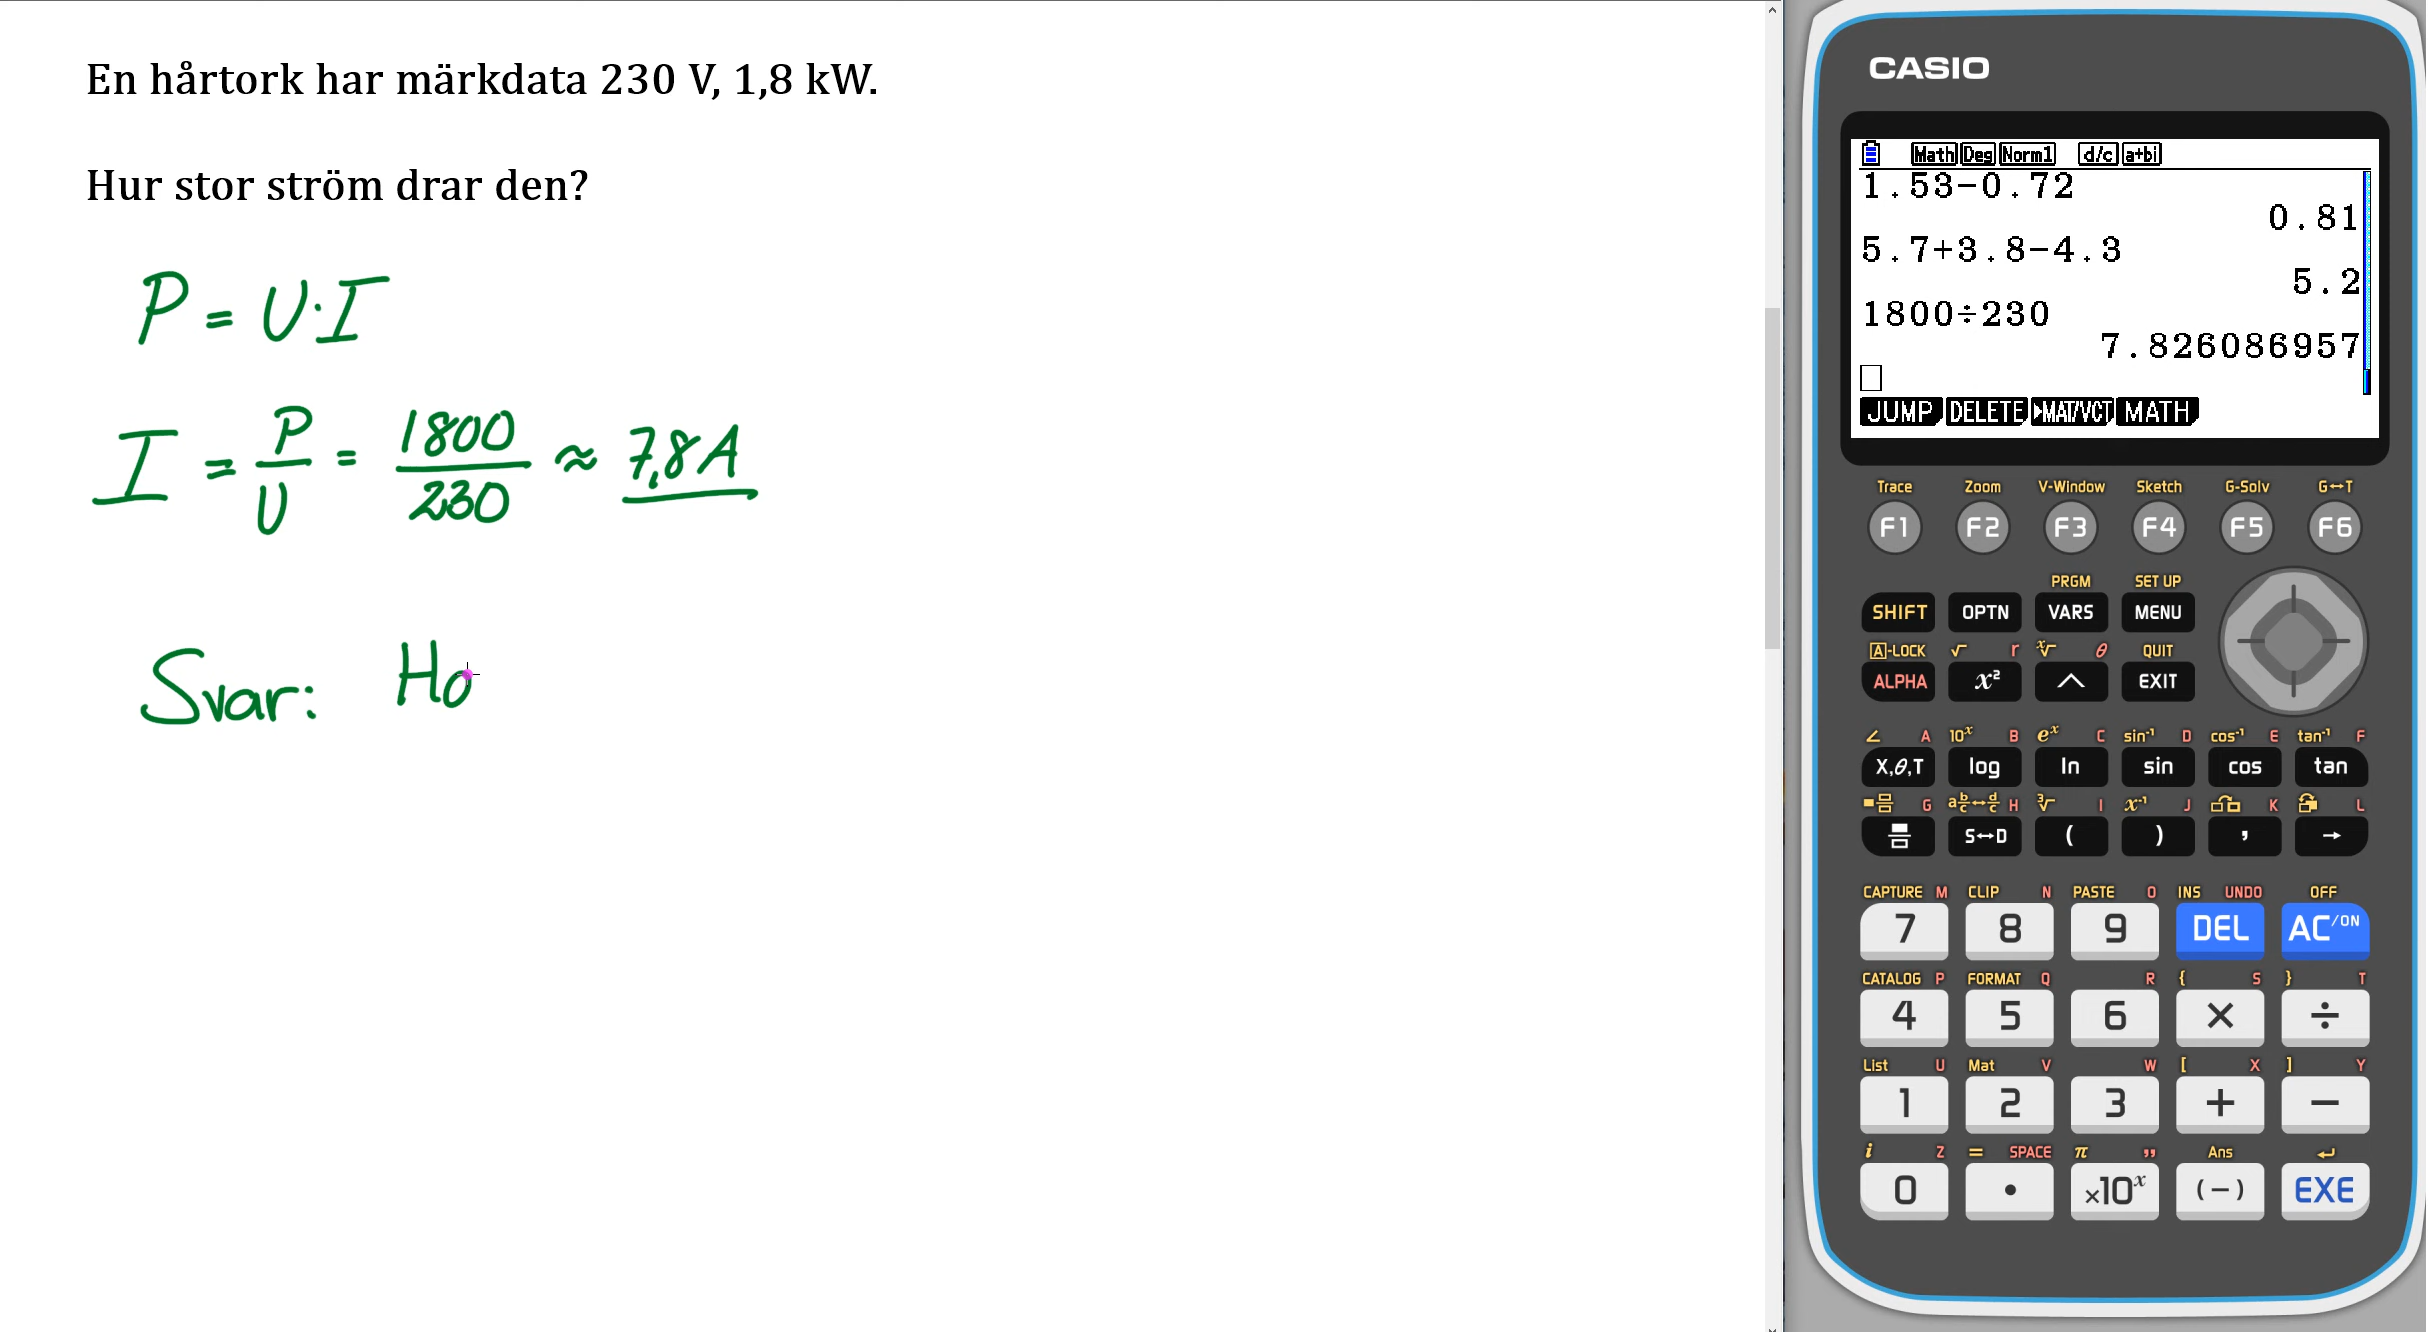 En hårtork har märkdata 230 V, 1,8 kW.
Hur stor ström drar den?
P = U·I
I = P/U = 1800/230 ≈ 7,8 A
Svar: Ho
CASIO
Math Deg Norm1 d/c a+bi
1.53−0.72
0.81
5.7+3.8−4.3
5.2
1800÷230
7.826086957
JUMP DELETE ▶MAT/VCT MATH
Trace Zoom V-Window Sketch G-Solv G↔T
F1 F2 F3 F4 F5 F6
PRGM SET UP
SHIFT OPTN VARS MENU
A-LOCK √ r ˣ√ θ QUIT
ALPHA x² ^ EXIT
∠ A 10ˣ B eˣ C sin⁻¹ D cos⁻¹ E tan⁻¹ F
X,θ,T log ln sin cos tan
G a b/c↔d/c H ³√ I x⁻¹ J K L
S↔D ( ) , →
CAPTURE M CLIP N PASTE O INS UNDO OFF
7 8 9 DEL AC/ON
CATALOG P FORMAT Q R { S } T
4 5 6 × ÷
List U Mat V W [ X ] Y
1 2 3 + −
i Z = SPACE π ” Ans ↵
0 • ×10ˣ (−) EXE